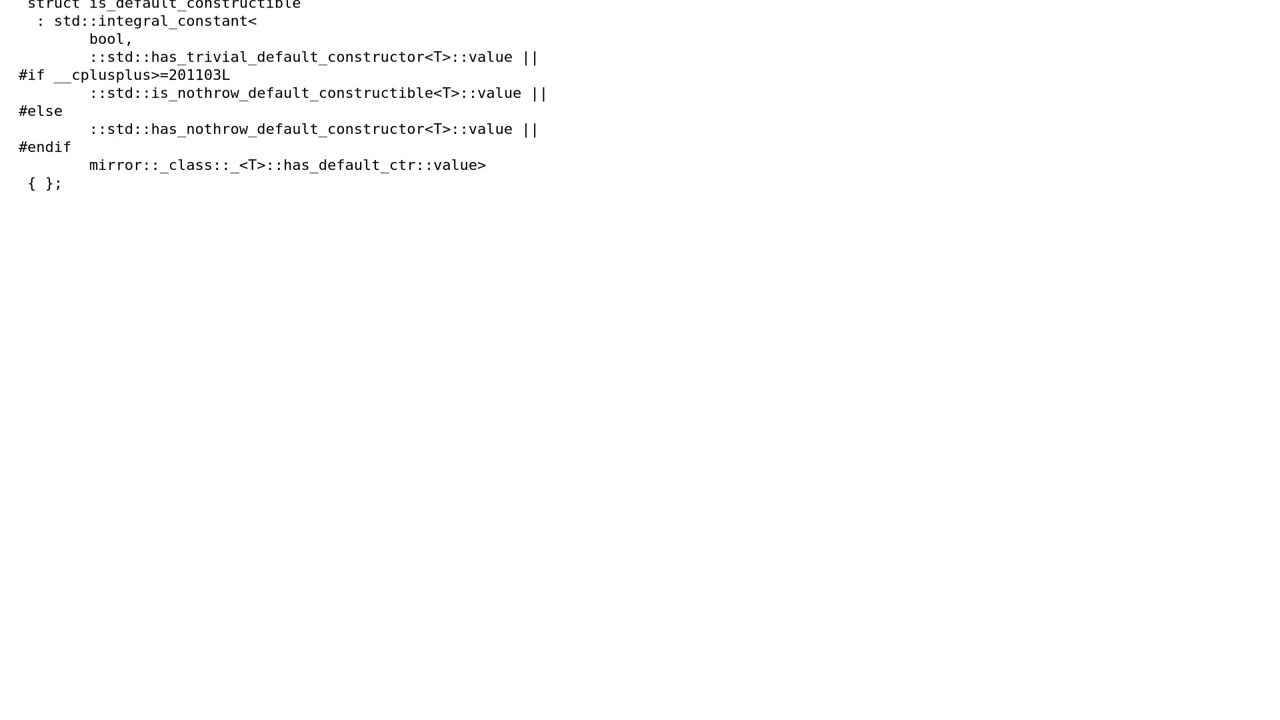 struct is_default_constructible
 : std::integral_constant<
       bool,
       ::std::has_trivial_default_constructor<T>::value ||
#if __cplusplus>=201103L
       ::std::is_nothrow_default_constructible<T>::value ||
#else
       ::std::has_nothrow_default_constructor<T>::value ||
#endif
       mirror::_class::_<T>::has_default_ctr::value>
{ };